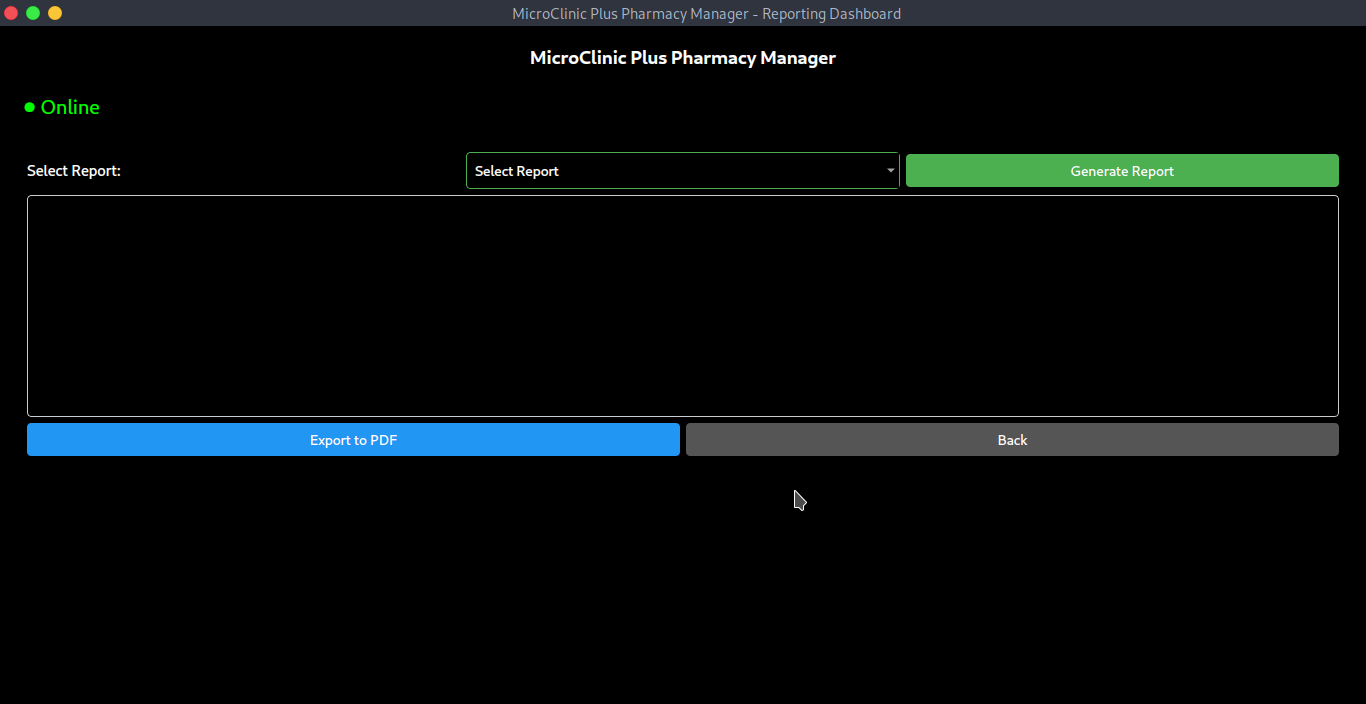 MicroClinic Plus Pharmacy Manager - Reporting Dashboard
MicroClinic Plus Pharmacy Manager
Online
Select Report:
Select Report
Generate Report
Export to PDF
Back